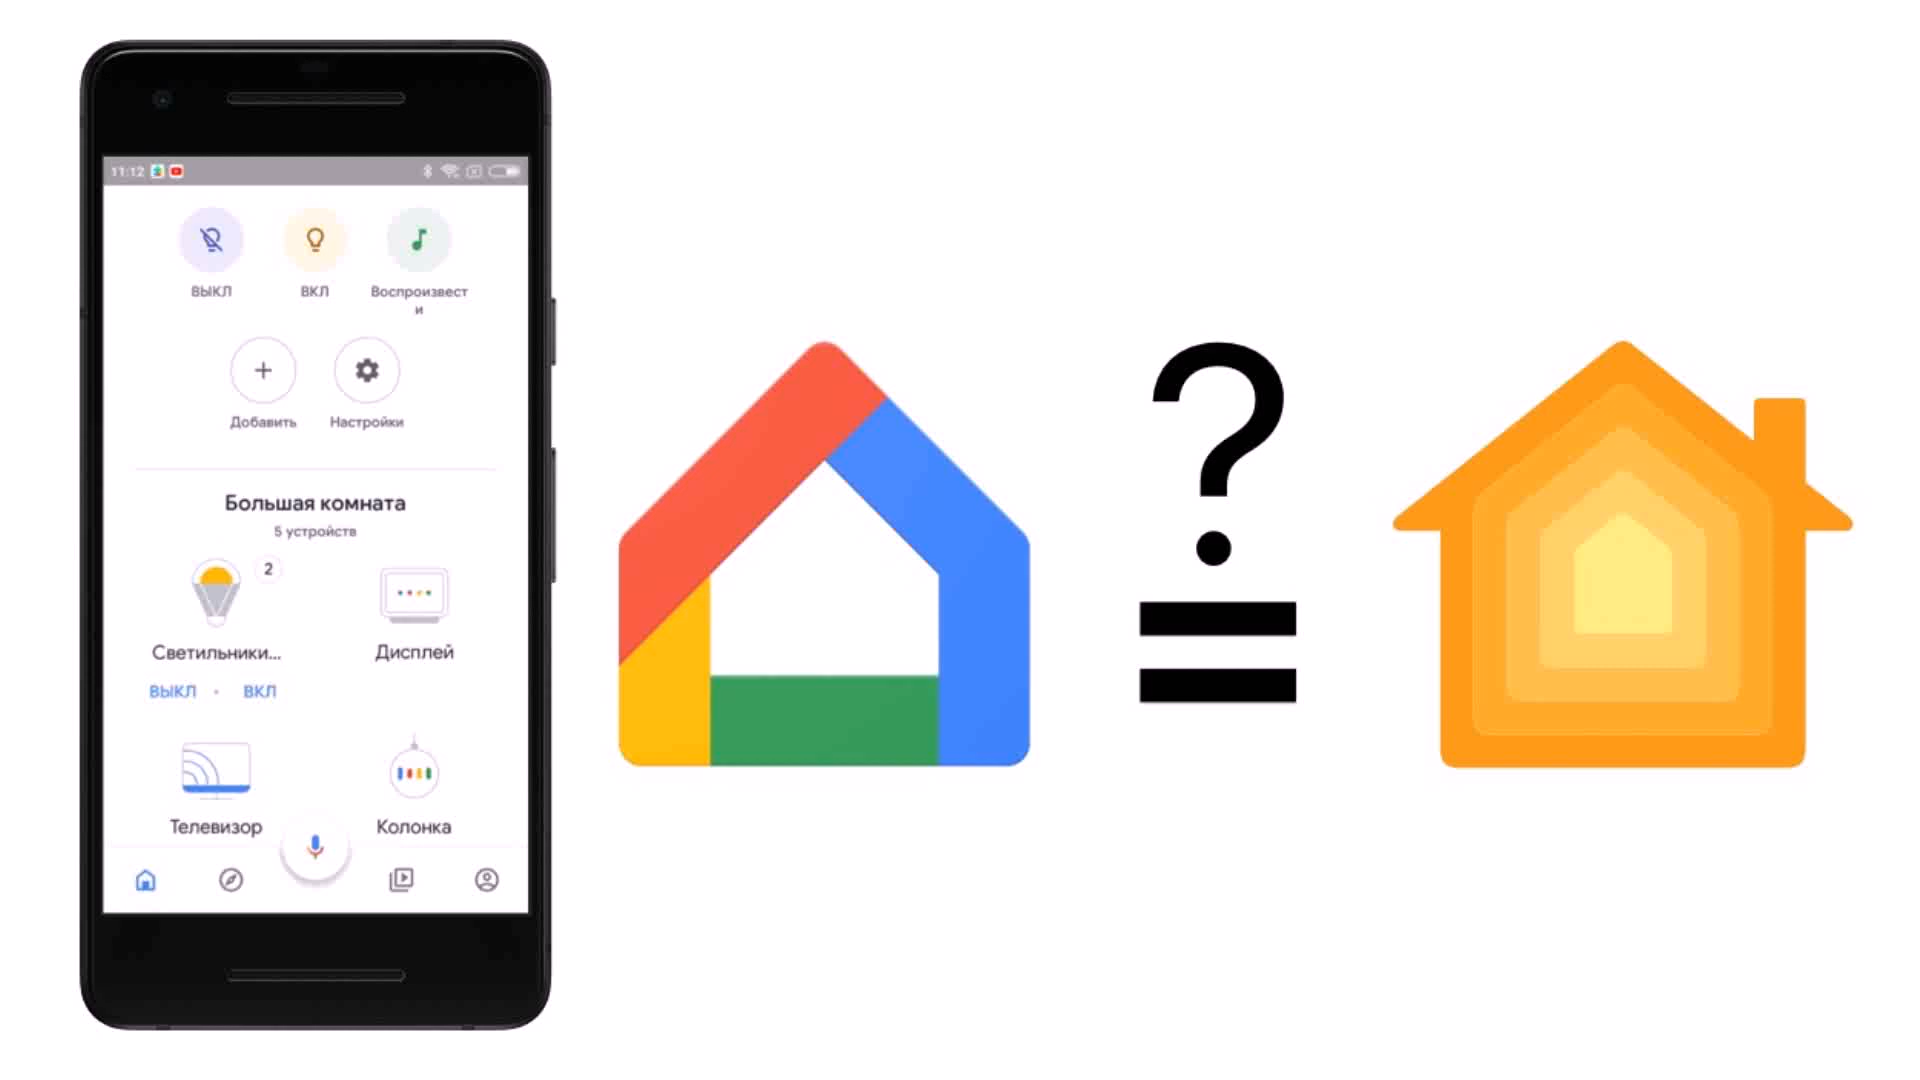 11:12
ВЫКЛ ВКЛ Воспроизвест
и
Добавить Настройки
Большая комната
5 устройств
2
Светильники... Дисплей
ВЫКЛ · ВКЛ
Телевизор Колонка
?
=